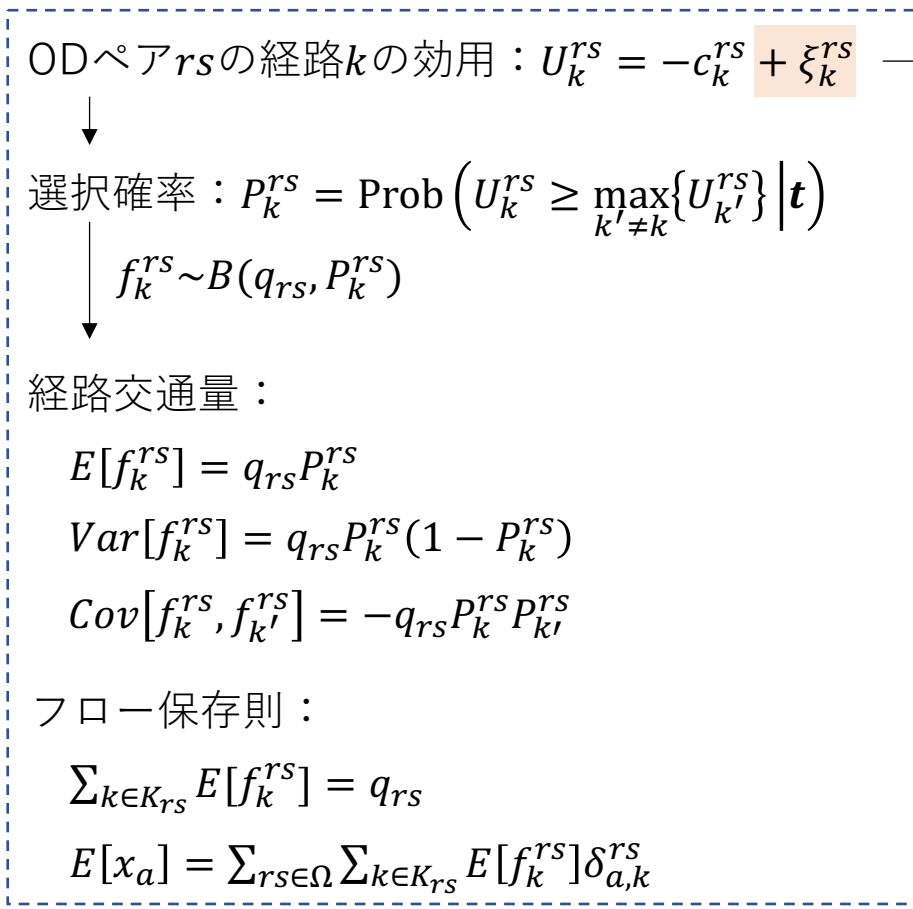 ODペアrsの経路kの効用：U_k^{rs} = −c_k^{rs} + ξ_k^{rs}
選択確率：P_k^{rs} = Prob(U_k^{rs} ≥ max_{k′≠k}{U_{k′}^{rs}} | t)
f_k^{rs}~B(q_{rs}, P_k^{rs})
経路交通量：
E[f_k^{rs}] = q_{rs}P_k^{rs}
Var[f_k^{rs}] = q_{rs}P_k^{rs}(1 − P_k^{rs})
Cov[f_k^{rs}, f_{k′}^{rs}] = −q_{rs}P_k^{rs}P_{k′}^{rs}
フロー保存則：
∑_{k∈K_{rs}} E[f_k^{rs}] = q_{rs}
E[x_a] = ∑_{rs∈Ω} ∑_{k∈K_{rs}} E[f_k^{rs}]δ_{a,k}^{rs}